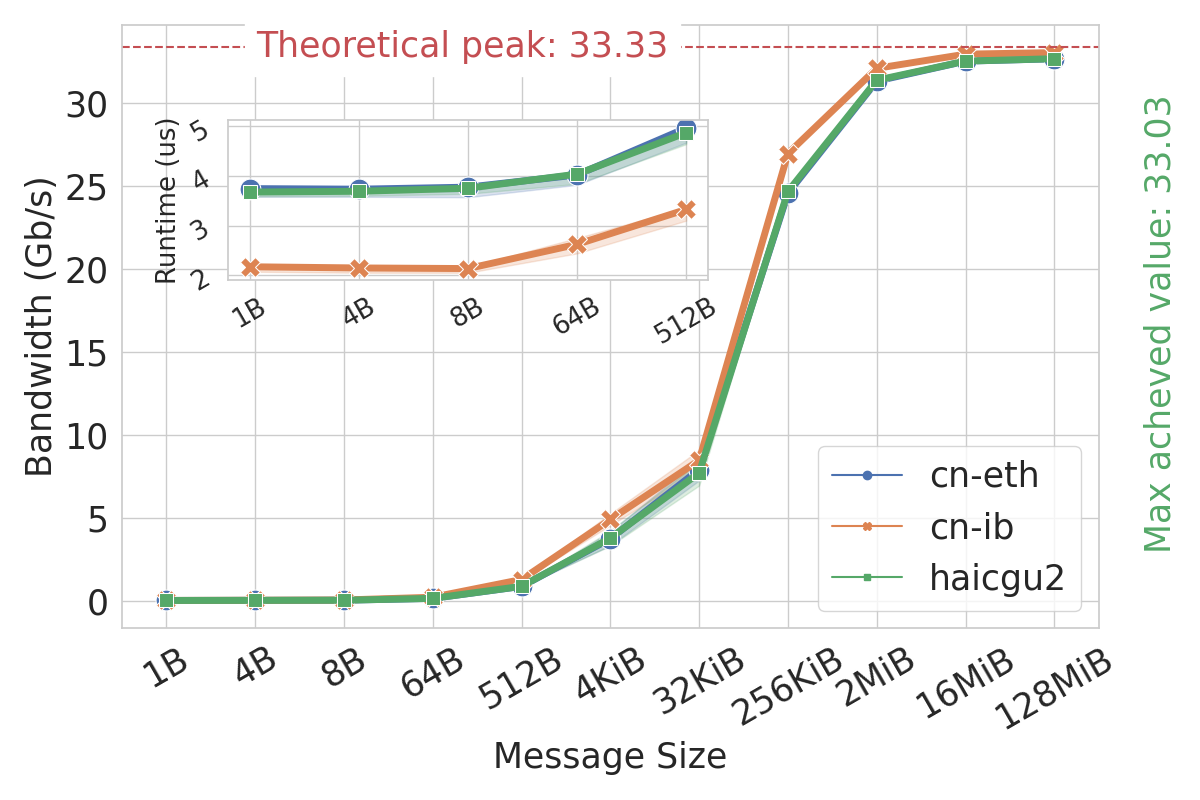 Theoretical peak: 33.33
Bandwidth (Gb/s)
30
25
20
15
10
5
0
Runtime (us)
5
4
3
2
1B
4B
8B
64B
512B
cn-eth
cn-ib
haicgu2
Max acheved value: 33.03
1B
4B
8B
64B
512B
4KiB
32KiB
256KiB
2MiB
16MiB
128MiB
Message Size